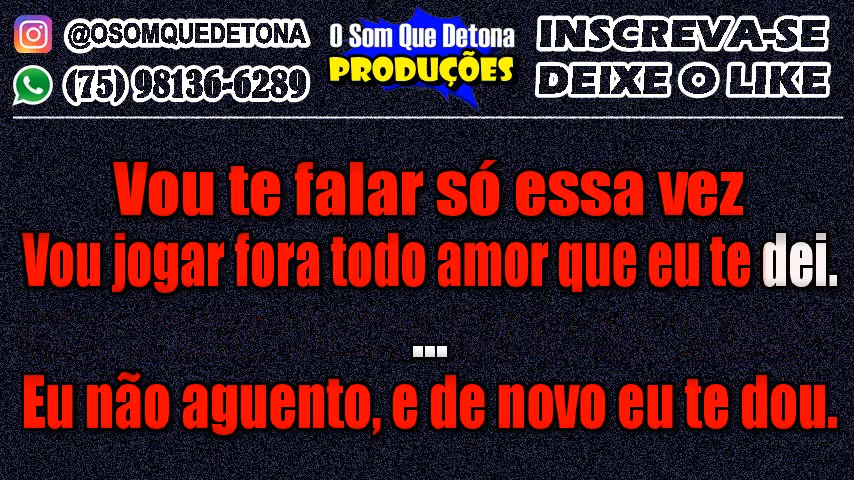 @OSOMQUEDETONA
(75) 98136-6289
O Som Que Detona
PRODUÇÕES
INSCREVA-SE
DEIXE O LIKE
Vou te falar só essa vez
Vou jogar fora todo amor que eu te dei.
...
Eu não aguento, e de novo eu te dou.